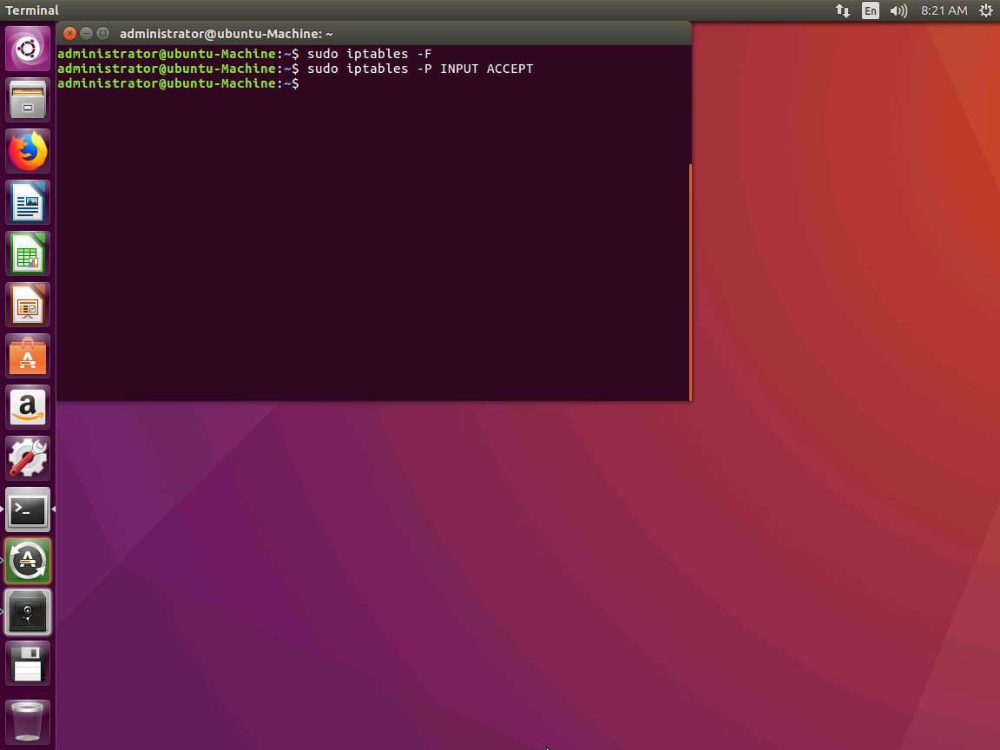 Terminal
En
8:21 AM
administrator@ubuntu-Machine: ~
administrator@ubuntu-Machine:~$ sudo iptables -F
administrator@ubuntu-Machine:~$ sudo iptables -P INPUT ACCEPT
administrator@ubuntu-Machine:~$